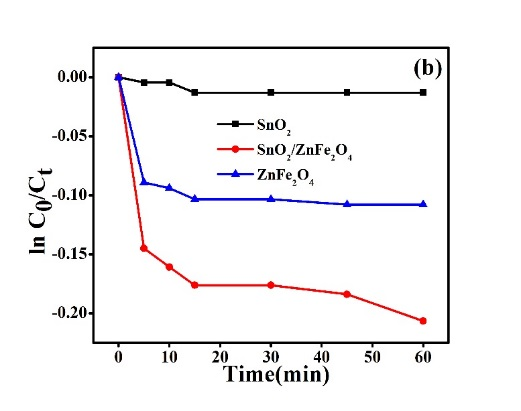 (b)
0.00
-0.05
-0.10
-0.15
-0.20
ln C0/Ct
SnO2
SnO2/ZnFe2O4
ZnFe2O4
0 10 20 30 40 50 60
Time(min)